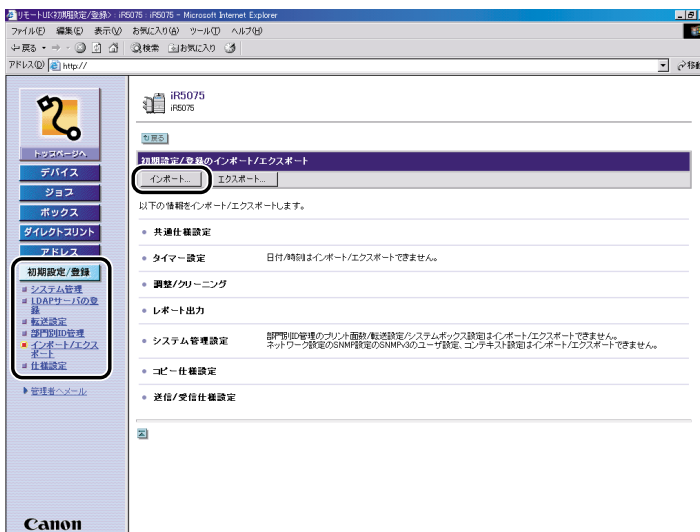 リモートUI<初期設定/登録> : iR5075 : iR5075 - Microsoft Internet Explorer
ファイル(F) 編集(E) 表示(V) お気に入り(A) ツール(T) ヘルプ(H)
戻る 検索 お気に入り
アドレス(D) http:// 移動
iR5075
iR5075
戻る
トップページへ
デバイス
ジョブ
ボックス
ダイレクトプリント
アドレス
初期設定/登録
システム管理
LDAPサーバの登
録
転送設定
部門別ID管理
インポート/エクス
ポート
仕様設定
管理者へメール
Canon
初期設定/登録のインポート/エクスポート
インポート... エクスポート...
以下の情報をインポート/エクスポートします。
共通仕様設定
タイマー設定 日付/時刻はインポート/エクスポートできません。
調整/クリーニング
レポート出力
システム管理設定 部門別ID管理のプリント面数/転送設定/システムボックス設定はインポート/エクスポートできません。
ネットワーク設定のSNMP設定のSNMPv3のユーザ設定、コンテキスト設定はインポート/エクスポートできません。
コピー仕様設定
送信/受信仕様設定